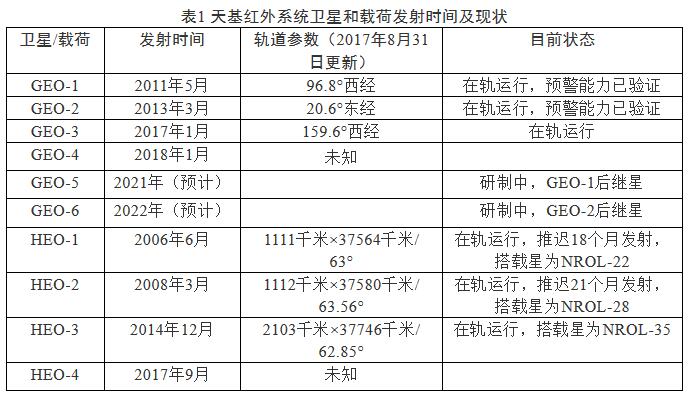 表1 天基红外系统卫星和载荷发射时间及现状
卫星/载荷 发射时间 轨道参数（2017年8月31日更新） 目前状态
GEO-1 2011年5月 96.8°西经 在轨运行，预警能力已验证
GEO-2 2013年3月 20.6°东经 在轨运行，预警能力已验证
GEO-3 2017年1月 159.6°西经 在轨运行
GEO-4 2018年1月 未知
GEO-5 2021年（预计） 研制中，GEO-1后继星
GEO-6 2022年（预计） 研制中，GEO-2后继星
HEO-1 2006年6月 1111千米×37564千米/63° 在轨运行，推迟18个月发射，搭载星为NROL-22
HEO-2 2008年3月 1112千米×37580千米/63.56° 在轨运行，推迟21个月发射，搭载星为NROL-28
HEO-3 2014年12月 2103千米×37746千米/62.85° 在轨运行，搭载星为NROL-35
HEO-4 2017年9月 未知